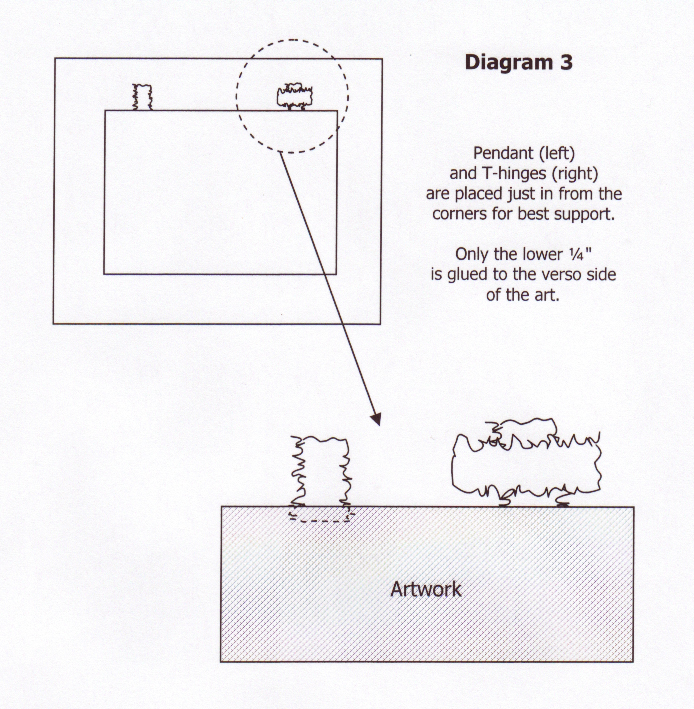 Diagram 3
Pendant (left)
and T-hinges (right)
are placed just in from the
corners for best support.
Only the lower ¼"
is glued to the verso side
of the art.
Artwork